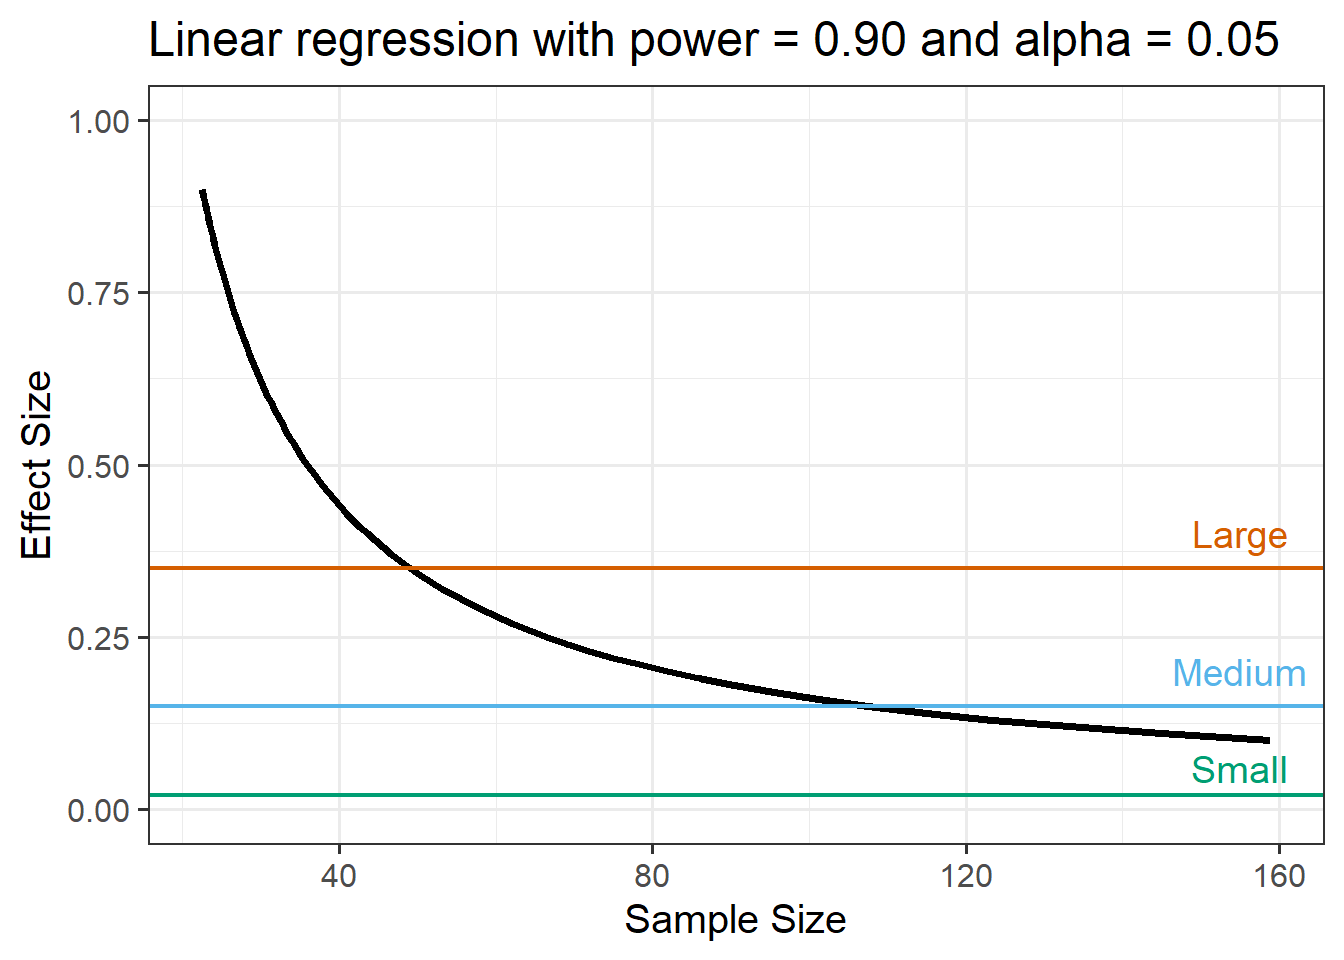 Linear regression with power = 0.90 and alpha = 0.05
1.00
0.75
0.50
0.25
0.00
Effect Size
Large
Medium
Small
40 80 120 160
Sample Size